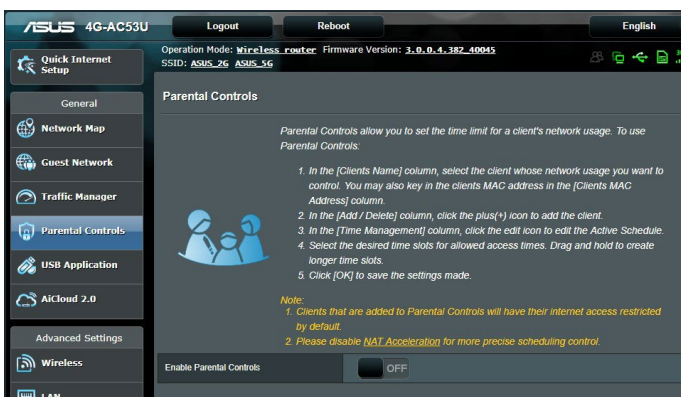 ASUS 4G-AC53U Logout Reboot English
Operation Mode: Wireless router Firmware Version: 3.0.0.4.382_40045
SSID: ASUS_2G ASUS_5G
Quick Internet
Setup
General
Network Map
Guest Network
Traffic Manager
Parental Controls
USB Application
AiCloud 2.0
Advanced Settings
Wireless
LAN
Parental Controls
Parental Controls allow you to set the time limit for a client's network usage. To use
Parental Controls:
1. In the [Clients Name] column, select the client whose network usage you want to
control. You may also key in the clients MAC address in the [Clients MAC
Address] column.
2. In the [Add / Delete] column, click the plus(+) icon to add the client.
3. In the [Time Management] column, click the edit icon to edit the Active Schedule.
4. Select the desired time slots for allowed access times. Drag and hold to create
longer time slots.
5. Click [OK] to save the settings made.
Note:
1. Clients that are added to Parental Controls will have their internet access restricted
by default.
2. Please disable NAT Acceleration for more precise scheduling control.
Enable Parental Controls OFF